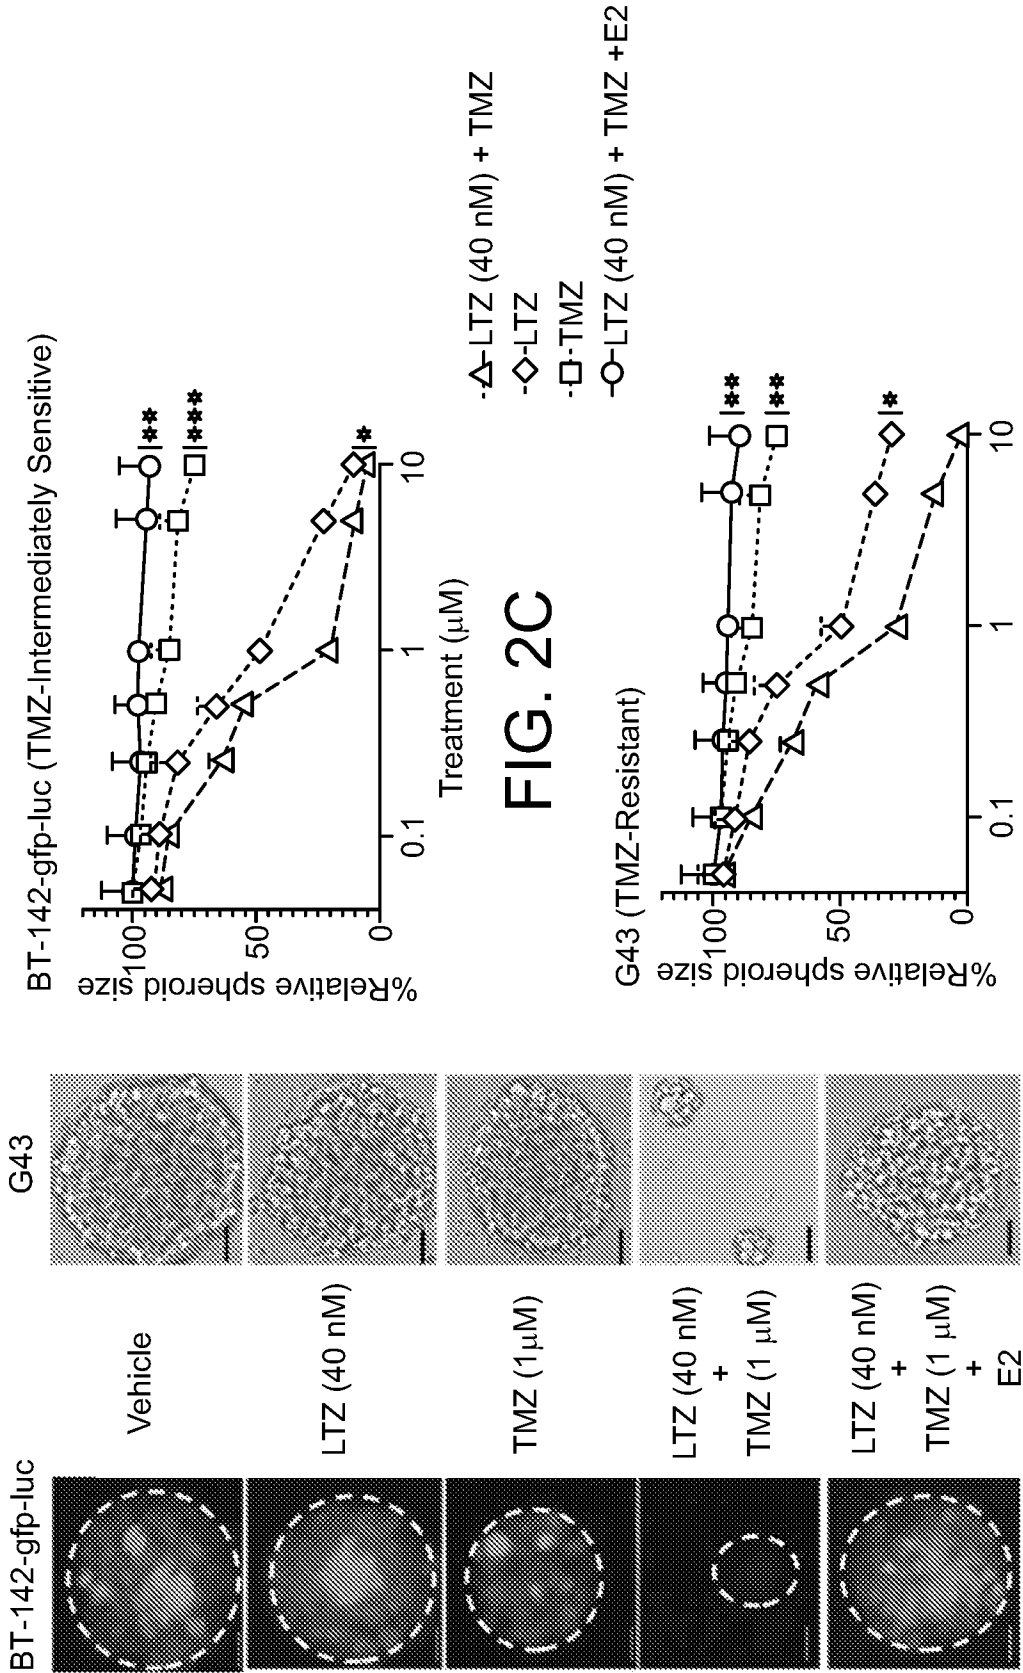 BT-142-gfp-luc
G43
Vehicle
LTZ (40 nM)
TMZ (1μM)
LTZ (40 nM)
+
TMZ (1 μM)
LTZ (40 nM)
+
TMZ (1 μM)
+
E2
BT-142-gfp-luc (TMZ-Intermediately Sensitive)
%Relative spheroid size
100
50
0
0.1
1
10
**
***
*
Treatment (μM)
LTZ (40 nM) + TMZ
LTZ
TMZ
LTZ (40 nM) + TMZ +E2
FIG. 2C
G43 (TMZ-Resistant)
%Relative spheroid size
100
50
0
0.1
1
10
**
**
*